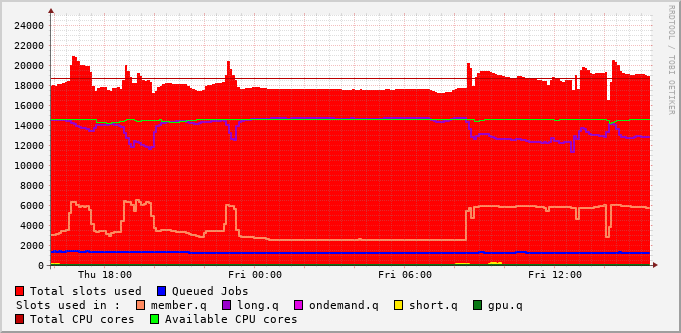 RRDTOOL / TOBI OETIKER
24000
22000
20000
18000
16000
14000
12000
10000
8000
6000
4000
2000
0
Thu 18:00 Fri 00:00 Fri 06:00 Fri 12:00
Total slots used Queued Jobs
Slots used in : member.q long.q ondemand.q short.q gpu.q
Total CPU cores Available CPU cores